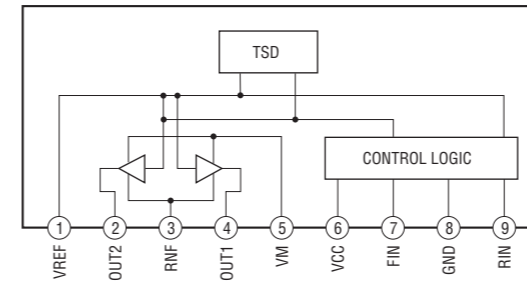 TSD
CONTROL LOGIC
1 2 3 4 5 6 7 8 9
VREF OUT2 RNF OUT1 VM VCC FIN GND RIN